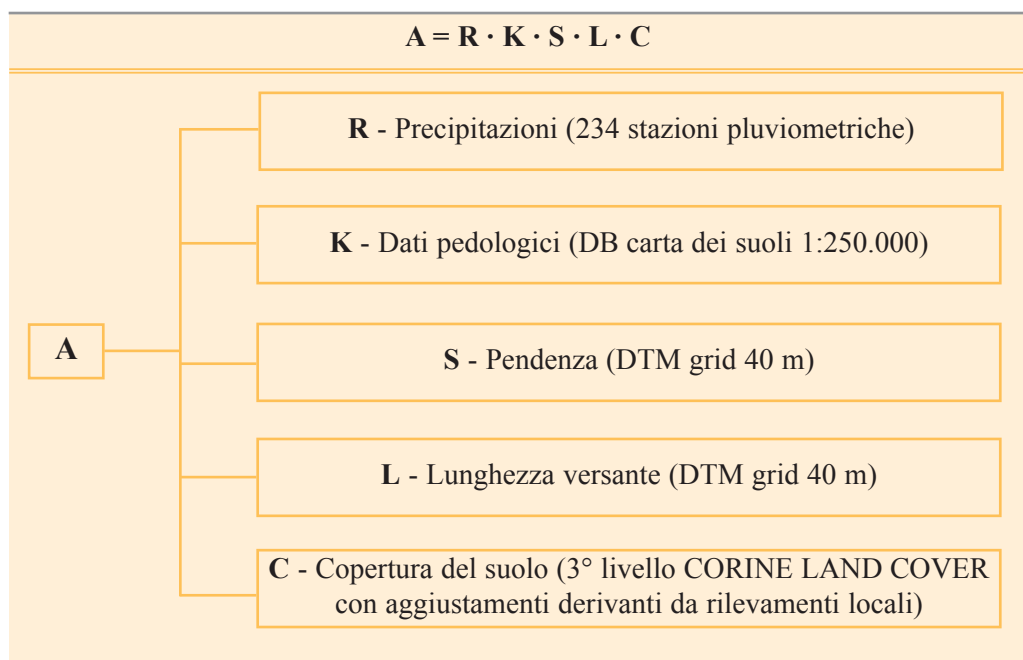 A = R · K · S · L · C
R - Precipitazioni (234 stazioni pluviometriche)
K - Dati pedologici (DB carta dei suoli 1:250.000)
A
S - Pendenza (DTM grid 40 m)
L - Lunghezza versante (DTM grid 40 m)
C - Copertura del suolo (3° livello CORINE LAND COVER
con aggiustamenti derivanti da rilevamenti locali)